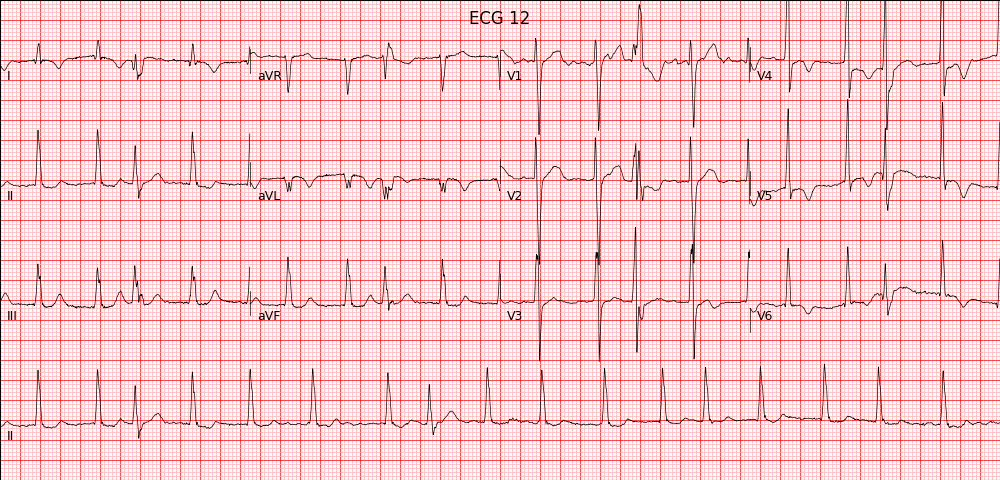 ECG 12
I aVR V1 V4
II aVL V2 V5
III aVF V3 V6
II